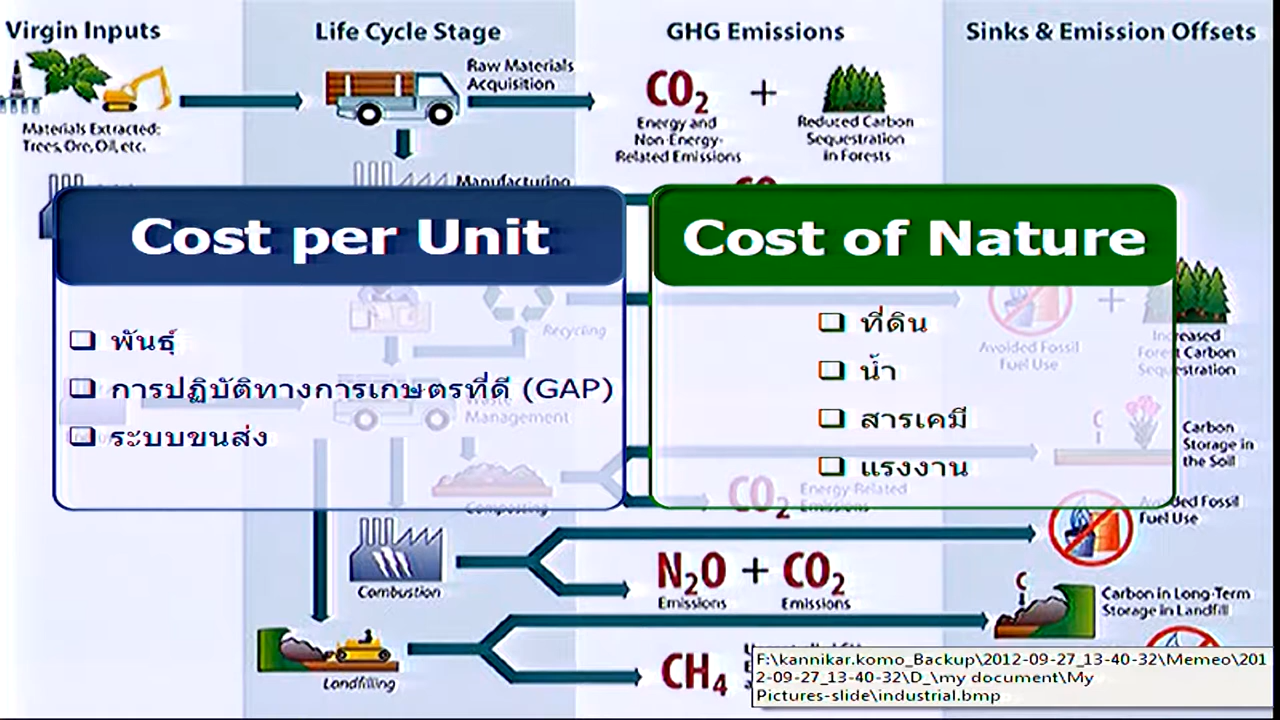 Virgin Inputs
Life Cycle Stage
GHG Emissions
Sinks & Emission Offsets
Raw Materials
Acquisition
CO2
+
Materials Extracted:
Trees, Ore, Oil, etc.
Energy and
Non-Energy-
Related Emissions
Reduced Carbon
Sequestration
in Forests
Manufacturing
Cost per Unit
❑ พันธุ์
❑ การปฏิบัติทางการเกษตรที่ดี (GAP)
❑ ระบบขนส่ง
Cost of Nature
❑ ที่ดิน
❑ น้ำ
❑ สารเคมี
❑ แรงงาน
Recycling
Avoided Fossil
Fuel Use
+
Increased
Forest Carbon
Sequestration
Waste
Management
C
Carbon
Storage in
the Soil
Composting
CO2
Energy-Related
Emissions
Avoided Fossil
Fuel Use
Combustion
N2O + CO2
Emissions
Emissions
C
Carbon in Long-Term
Storage in Landfill
Landfilling
CH4
F:\kannikar.komo_Backup\2012-09-27_13-40-32\Memeo\201
2-09-27_13-40-32\D_\my document\My
Pictures-slide\industrial.bmp